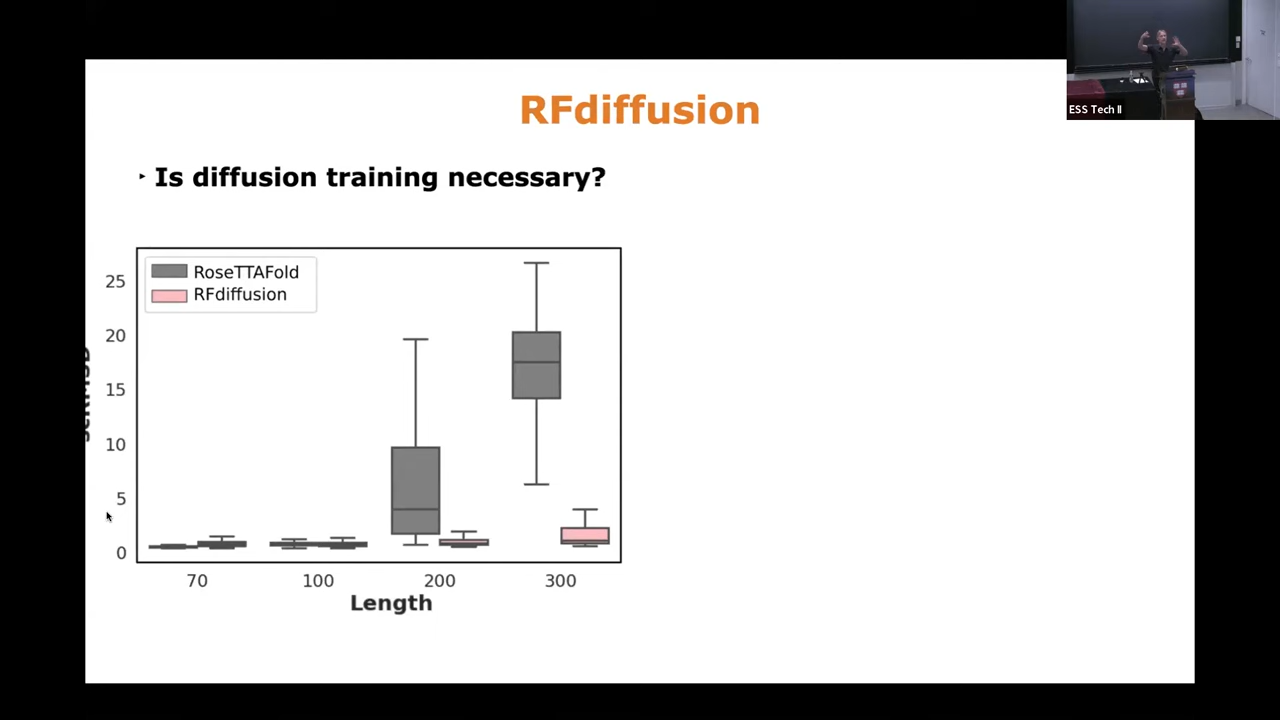 ESS Tech II
RFdiffusion
‣ Is diffusion training necessary?
RoseTTAFold
RFdiffusion
25
20
15
10
5
0
70 100 200 300
Length